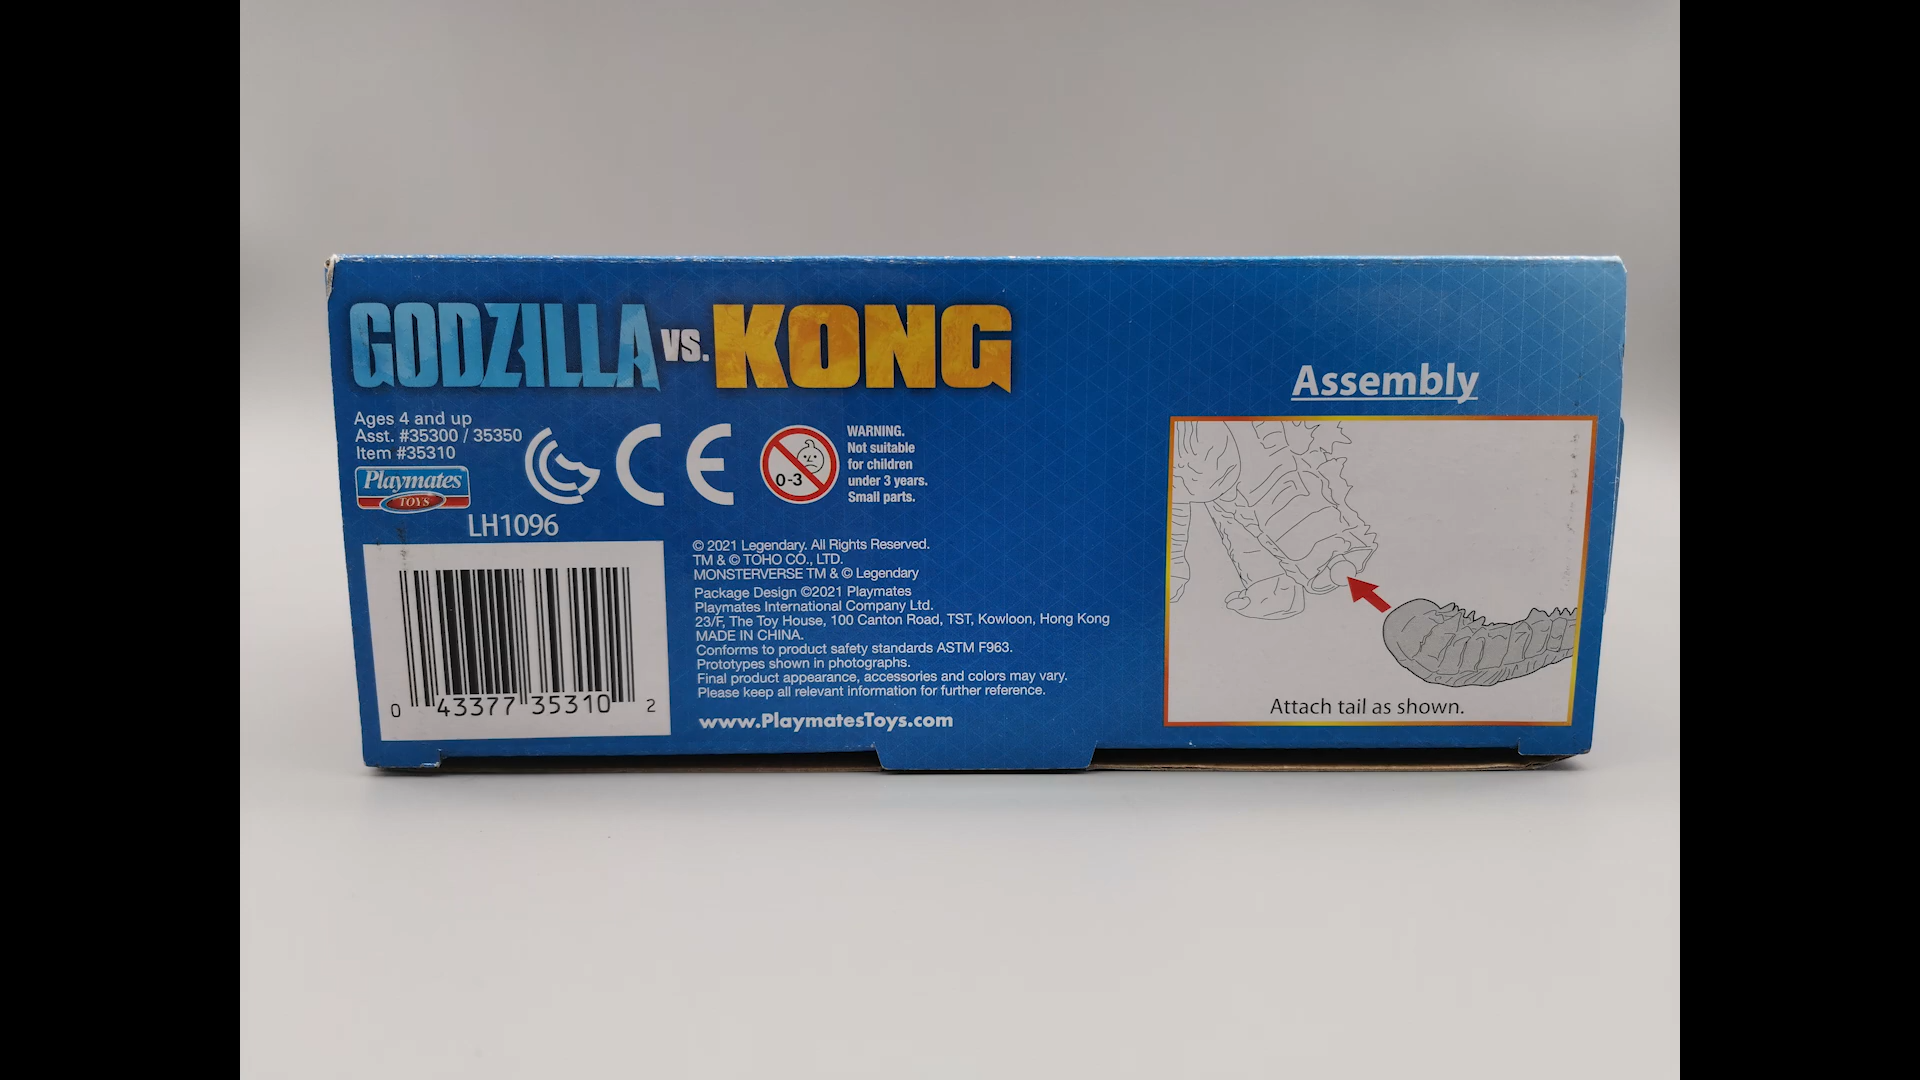 GODZILLA VS. KONG
Ages 4 and up
Asst. #35300 / 35350
Item #35310
Playmates
TOYS
LH1096
0 43377 35310 2
0-3
WARNING.
Not suitable
for children
under 3 years.
Small parts.
© 2021 Legendary. All Rights Reserved.
TM & © TOHO CO., LTD.
MONSTERVERSE TM & © Legendary
Package Design ©2021 Playmates
Playmates International Company Ltd.
23/F, The Toy House, 100 Canton Road, TST, Kowloon, Hong Kong
MADE IN CHINA.
Conforms to product safety standards ASTM F963.
Prototypes shown in photographs.
Final product appearance, accessories and colors may vary.
Please keep all relevant information for further reference.
www.PlaymatesToys.com
Assembly
Attach tail as shown.